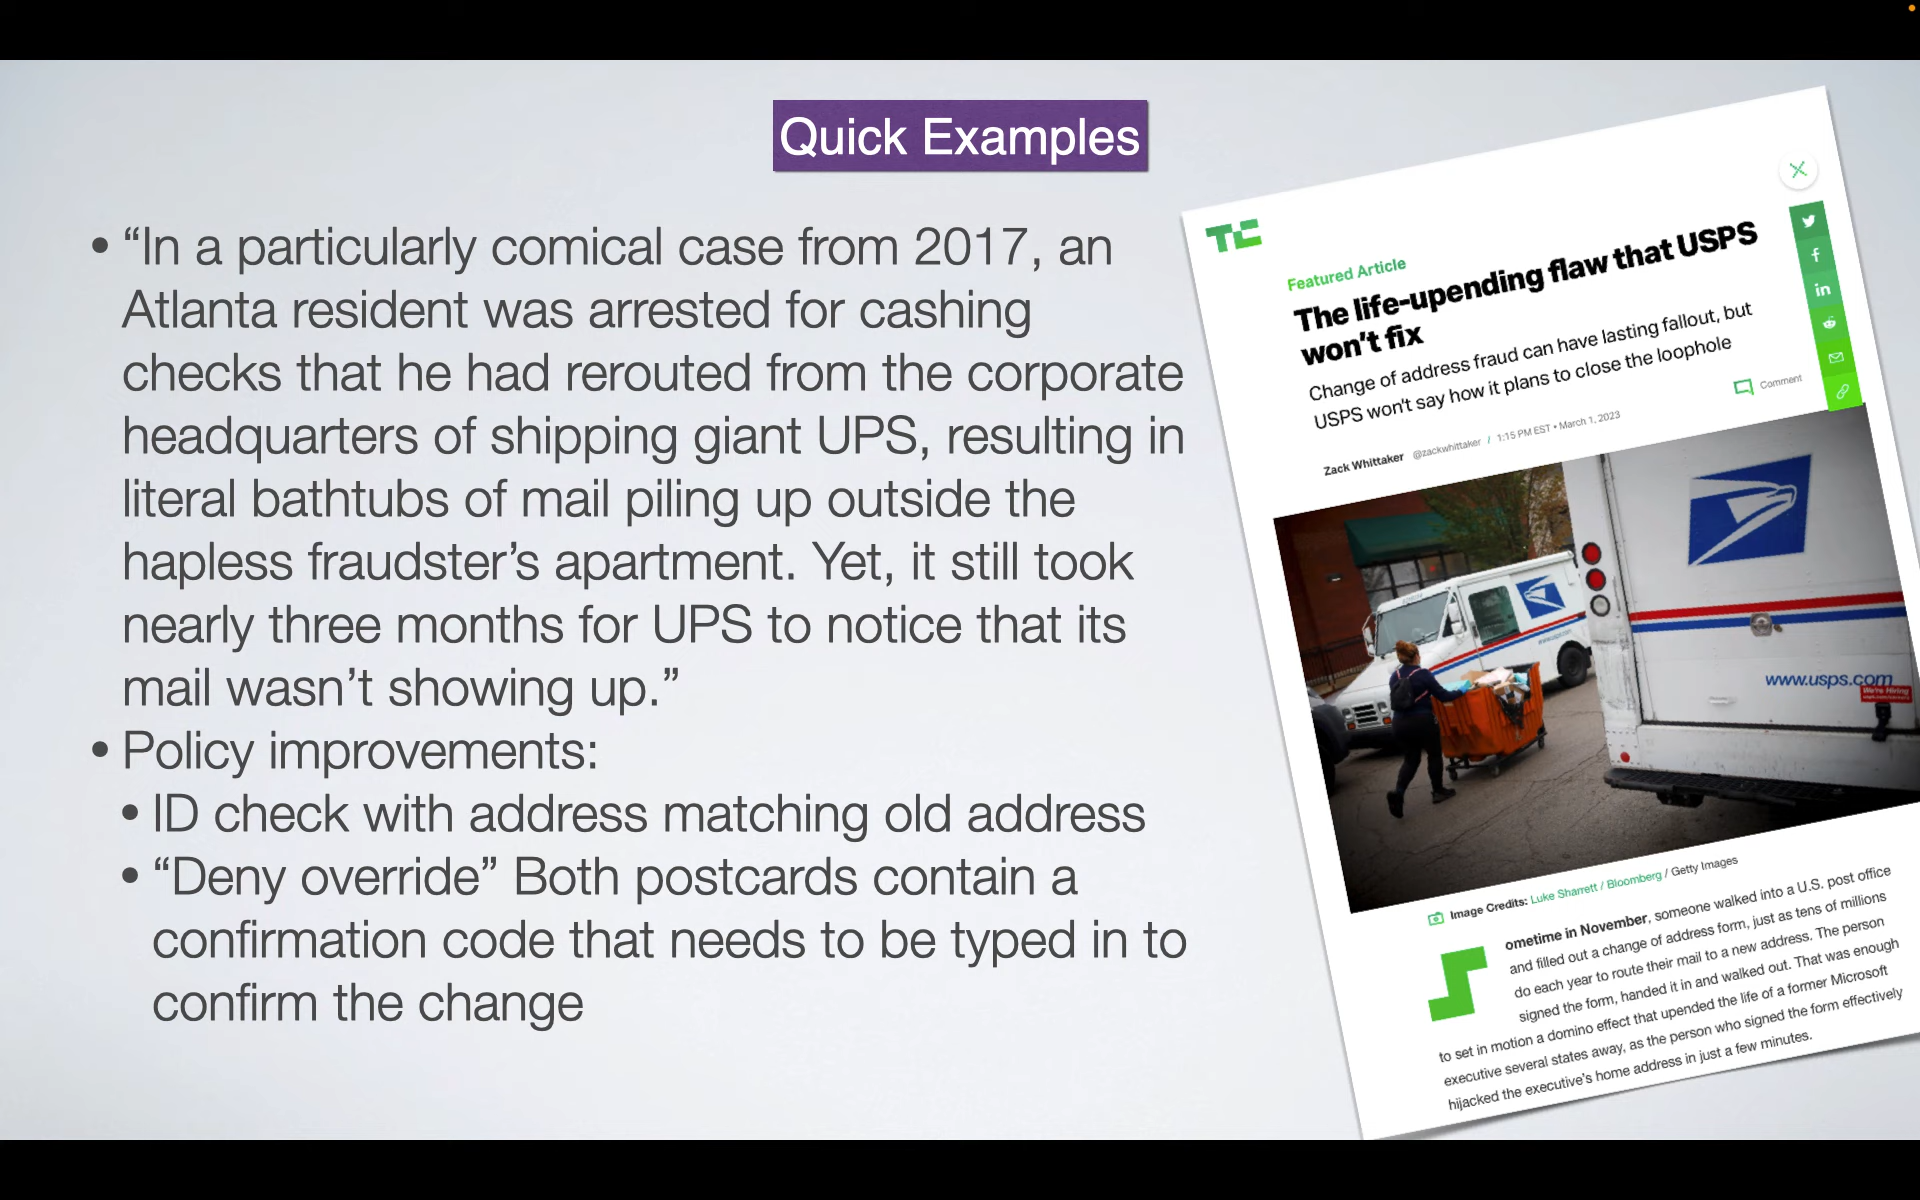 Quick Examples
• “In a particularly comical case from 2017, an
Atlanta resident was arrested for cashing
checks that he had rerouted from the corporate
headquarters of shipping giant UPS, resulting in
literal bathtubs of mail piling up outside the
hapless fraudster’s apartment. Yet, it still took
nearly three months for UPS to notice that its
mail wasn’t showing up.”
• Policy improvements:
• ID check with address matching old address
• “Deny override” Both postcards contain a
confirmation code that needs to be typed in to
confirm the change
TC
Featured Article
The life-upending flaw that USPS
won’t fix
Change of address fraud can have lasting fallout, but
USPS won't say how it plans to close the loophole
Comment
Zack Whittaker @zackwhittaker / 1:15 PM EST • March 1, 2023
www.usps.com
We're Hiring
Image Credits: Luke Sharrett / Bloomberg / Getty Images
Sometime in November, someone walked into a U.S. post office
and filled out a change of address form, just as tens of millions
do each year to route their mail to a new address. The person
signed the form, handed it in and walked out. That was enough
to set in motion a domino effect that upended the life of a former Microsoft
executive several states away, as the person who signed the form effectively
hijacked the executive’s home address in just a few minutes.